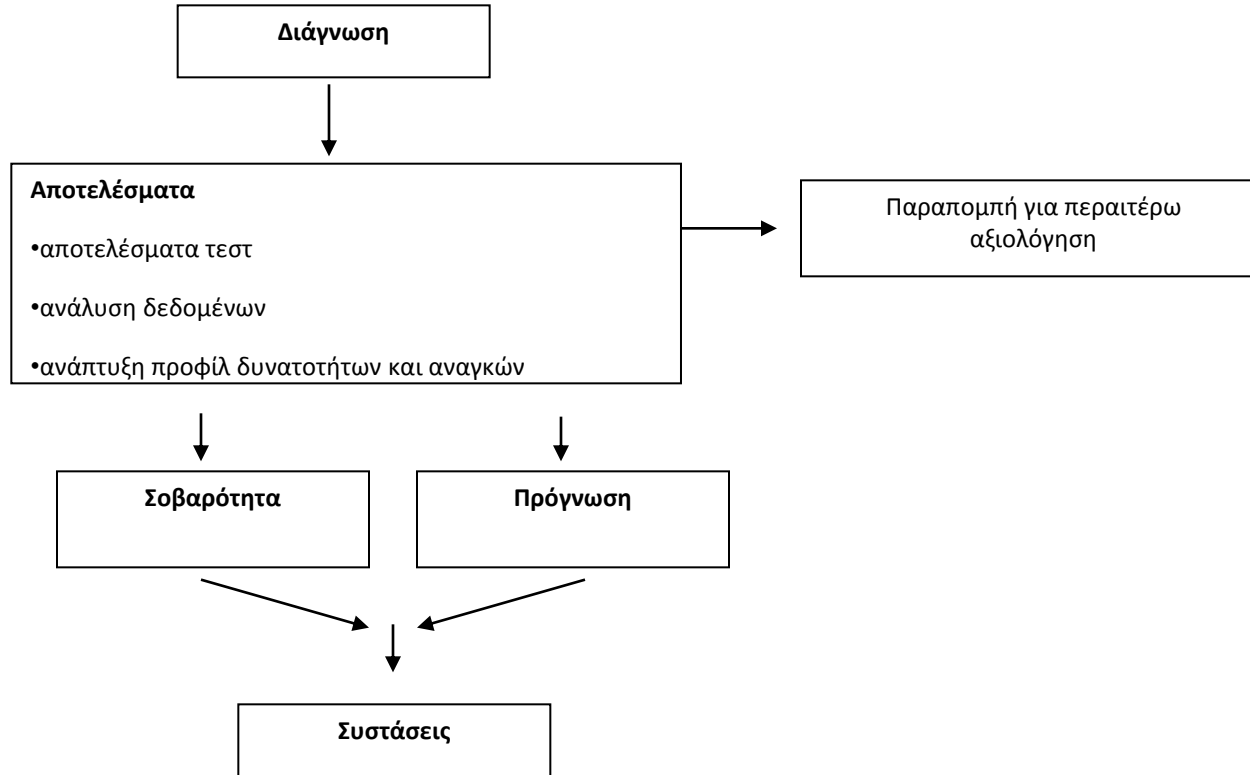 Διάγνωση
Αποτελέσματα
•αποτελέσματα τεστ
•ανάλυση δεδομένων
•ανάπτυξη προφίλ δυνατοτήτων και αναγκών
Παραπομπή για περαιτέρω
αξιολόγηση
Σοβαρότητα
Πρόγνωση
Συστάσεις